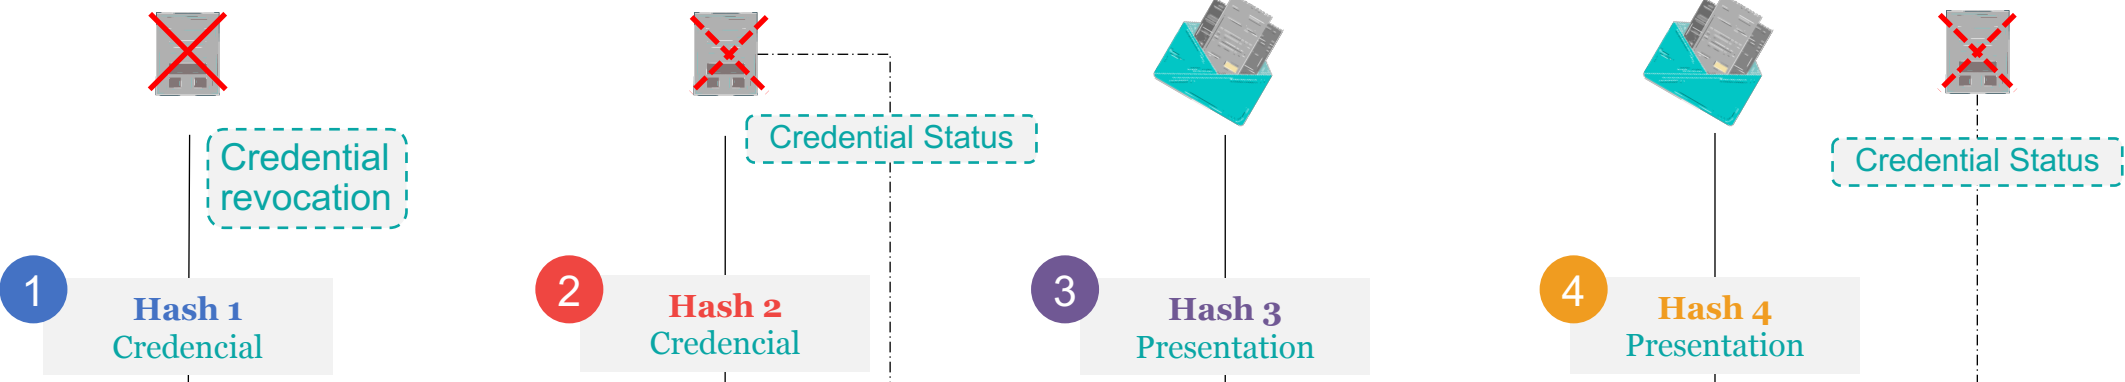 Credential
revocation
Credential Status
Credential Status
1
Hash 1
Credencial
2
Hash 2
Credencial
3
Hash 3
Presentation
4
Hash 4
Presentation